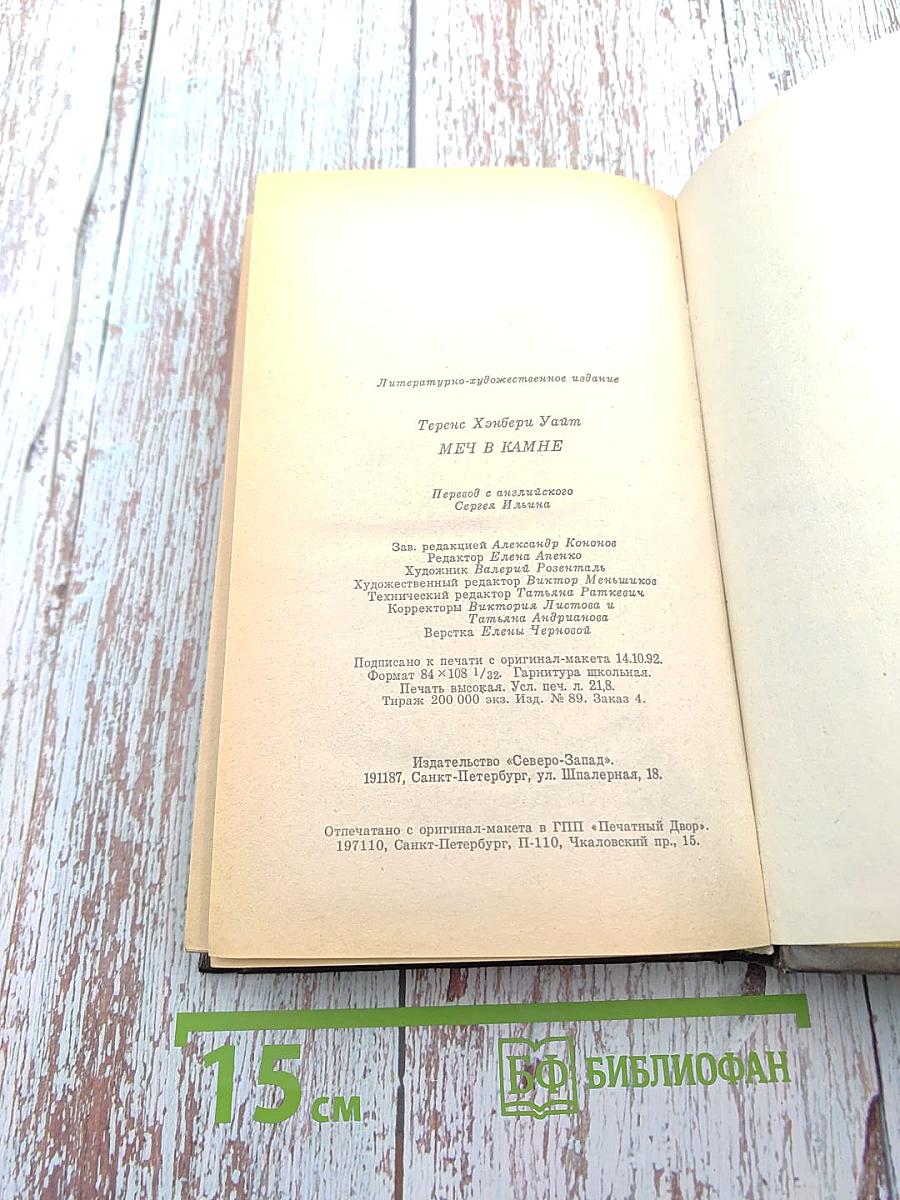 Литературно-художественное издание
Теренс Хэнбери Уайт
МЕЧ В КАМНЕ
Перевод с английского
Сергея Ильина
Зав. редакцией Александр Кононов
Редактор Елена Апенко
Художник Валерий Розенталь
Художественный редактор Виктор Меньшиков
Технический редактор Татьяна Раткевич
Корректоры Виктория Листова и
Татьяна Андрианова
Верстка Елены Черновой
Подписано к печати с оригинал-макета 14.10.92.
Формат 84×108 1/32. Гарнитура школьная.
Печать высокая. Усл. печ. л. 21,8.
Тираж 200 000 экз. Изд. № 89. Заказ 4.
Издательство «Северо-Запад».
191187, Санкт-Петербург, ул. Шпалерная, 18.
Отпечатано с оригинал-макета в ГПП «Печатный Двор».
197110, Санкт-Петербург, П-110, Чкаловский пр., 15.
15 см
БФ БИБЛИОФАН